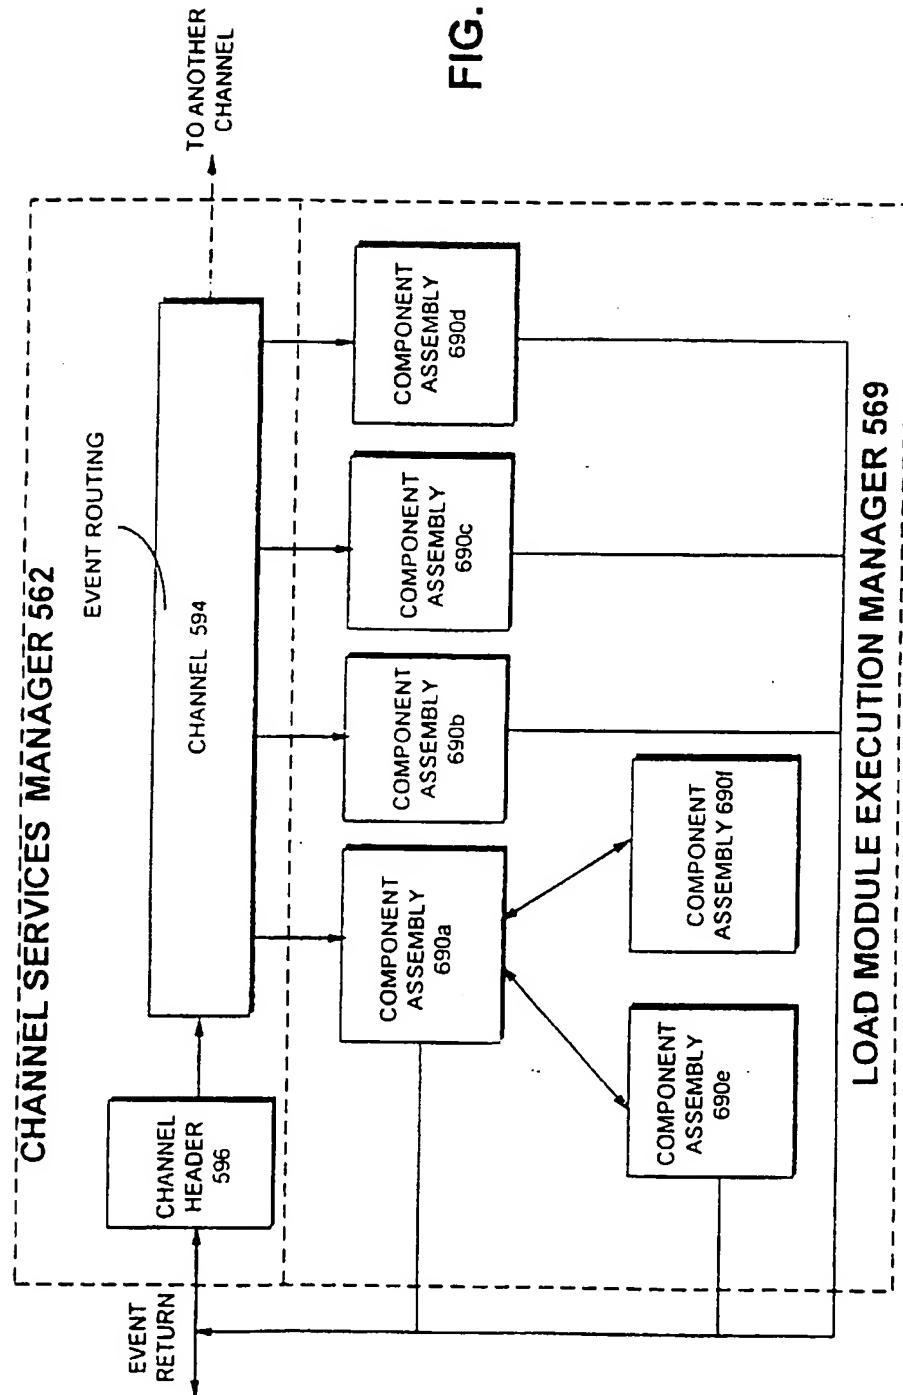 CHANNEL SERVICES MANAGER 562
EVENT ROUTING
TO ANOTHER
CHANNEL
FIG.
EVENT
RETURN
CHANNEL
HEADER
596
CHANNEL 594
COMPONENT
ASSEMBLY
690a
COMPONENT
ASSEMBLY
690b
COMPONENT
ASSEMBLY
690c
COMPONENT
ASSEMBLY
690d
COMPONENT
ASSEMBLY
690e
COMPONENT
ASSEMBLY 690f
LOAD MODULE EXECUTION MANAGER 569